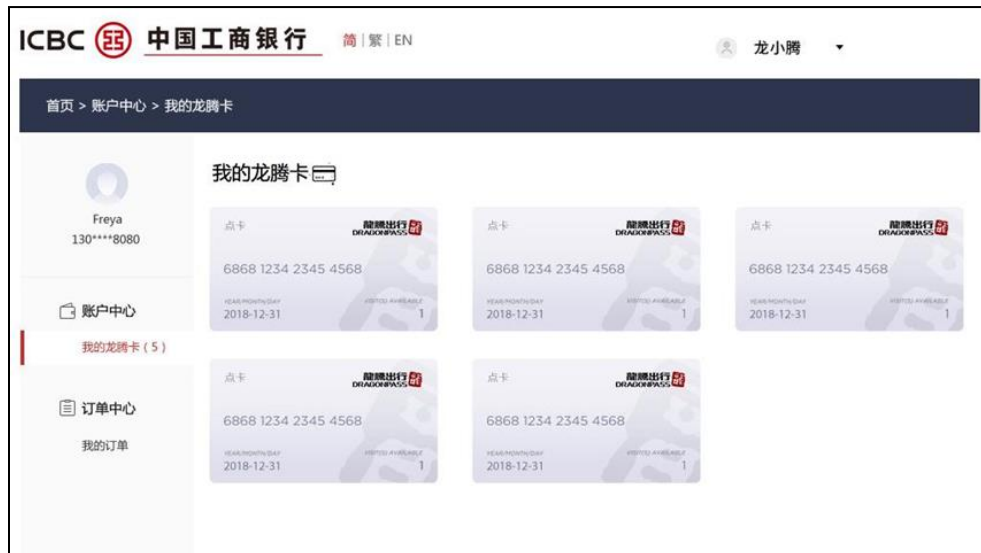 ICBC 中国工商银行 简 | 繁 | EN 龙小腾
首页 > 账户中心 > 我的龙腾卡
Freya
130****8080
账户中心
我的龙腾卡 ( 5 )
订单中心
我的订单
我的龙腾卡
点卡 龍騰出行 DRAGONPASS
6868 1234 2345 4568
YEAR/MONTH/DAY
2018-12-31 1
点卡 龍騰出行 DRAGONPASS
6868 1234 2345 4568
YEAR/MONTH/DAY
2018-12-31 1
点卡 龍騰出行 DRAGONPASS
6868 1234 2345 4568
YEAR/MONTH/DAY
2018-12-31 1
点卡 龍騰出行 DRAGONPASS
6868 1234 2345 4568
YEAR/MONTH/DAY
2018-12-31 1
点卡 龍騰出行 DRAGONPASS
6868 1234 2345 4568
YEAR/MONTH/DAY
2018-12-31 1